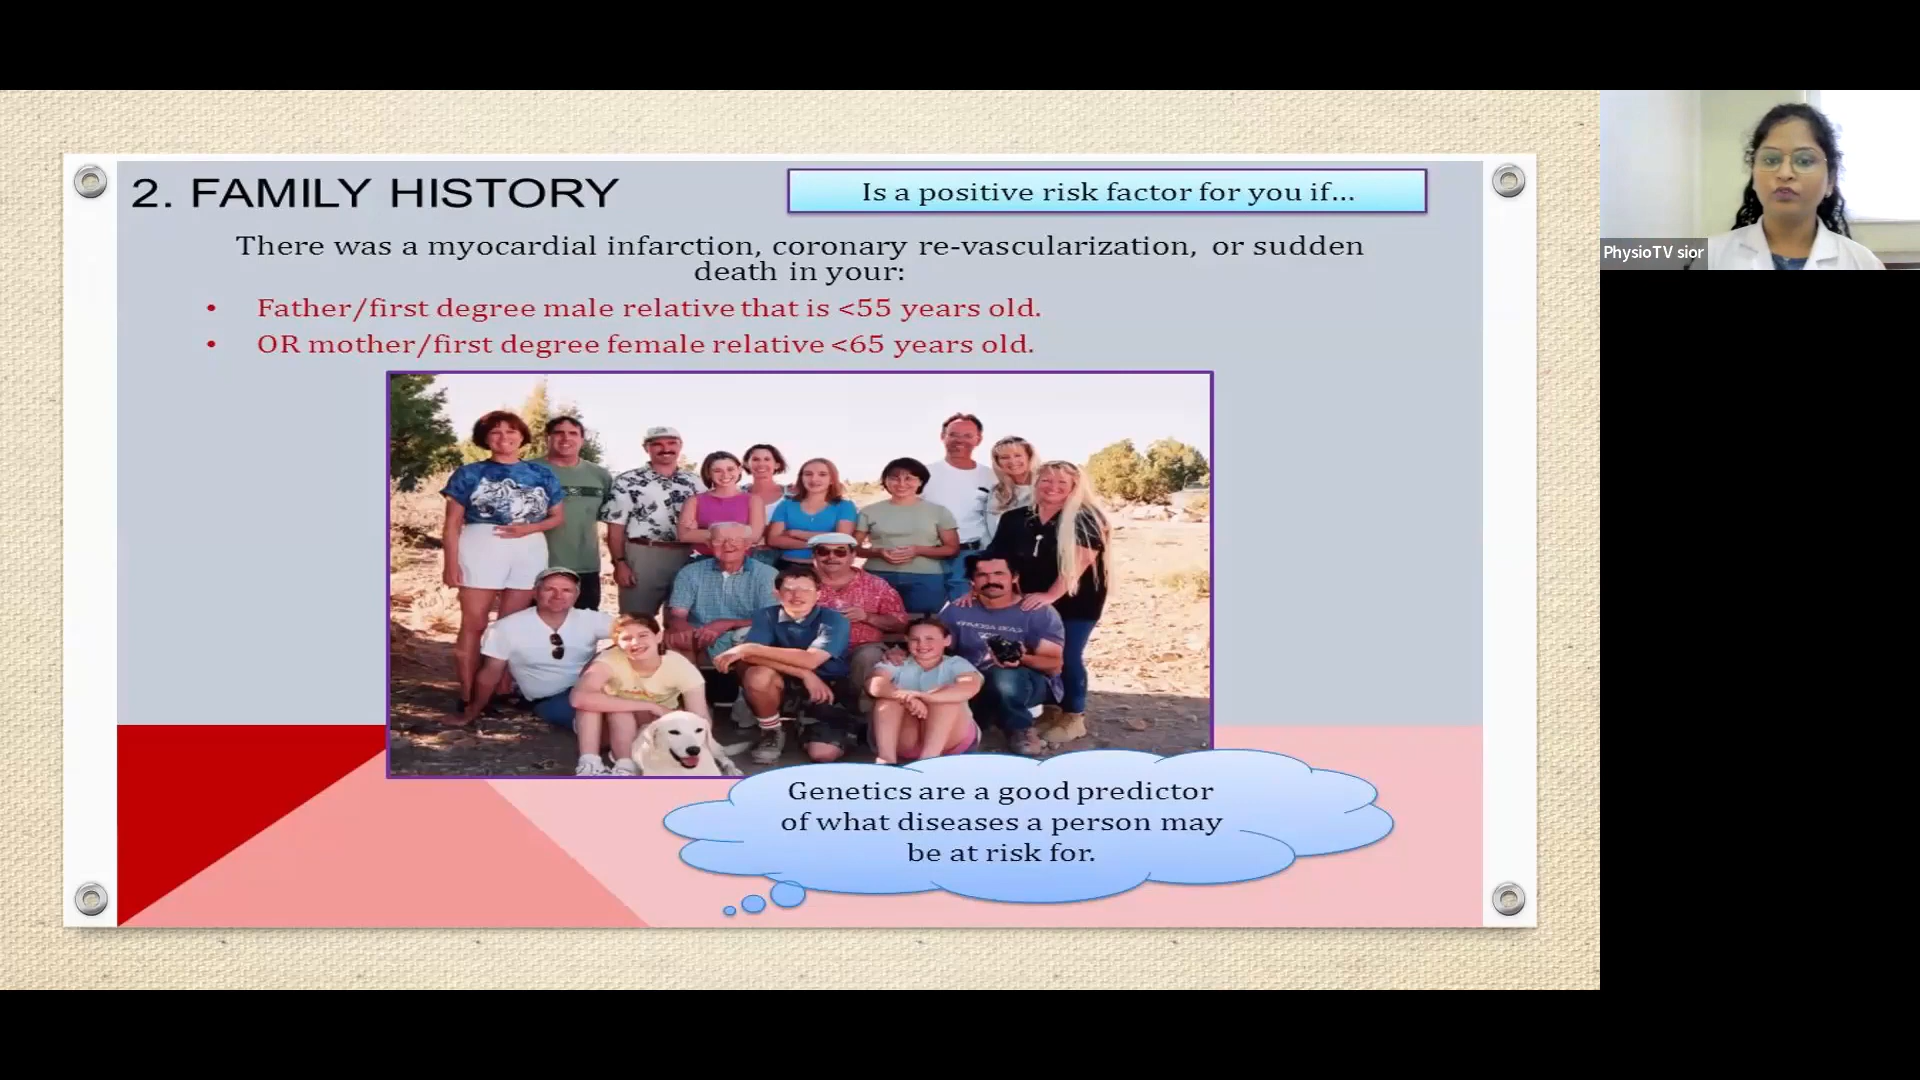 2. FAMILY HISTORY
Is a positive risk factor for you if...
There was a myocardial infarction, coronary re-vascularization, or sudden
death in your:
• Father/first degree male relative that is <55 years old.
• OR mother/first degree female relative <65 years old.
Genetics are a good predictor
of what diseases a person may
be at risk for.
PhysioTV sior